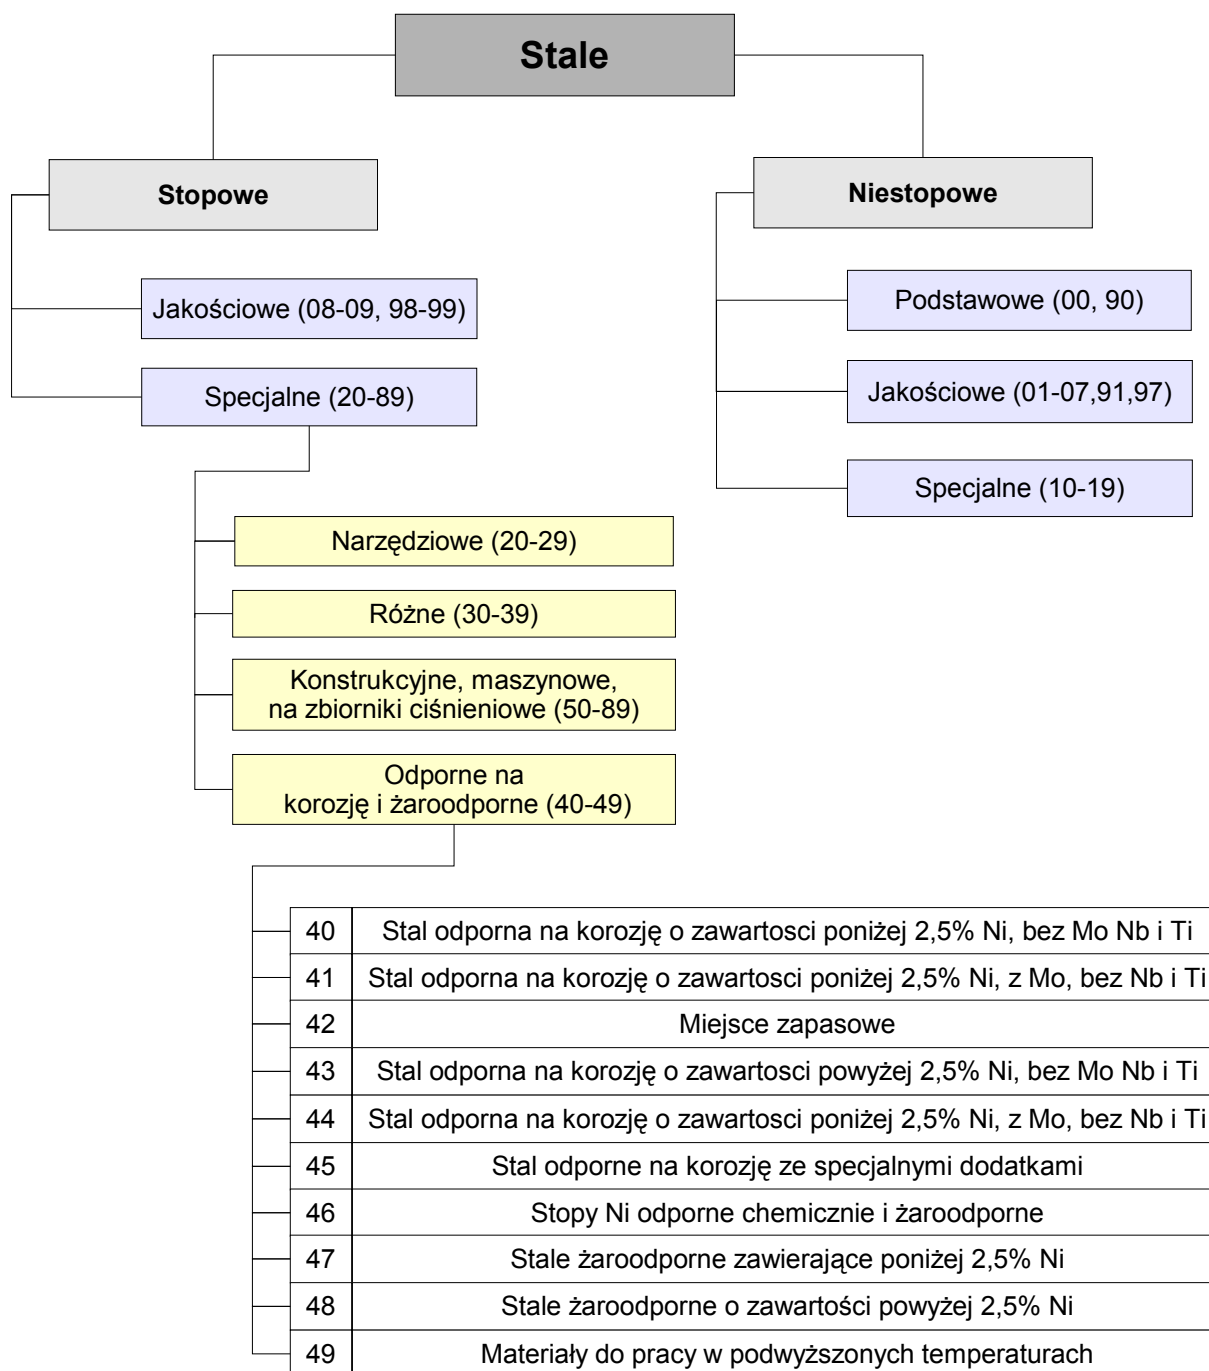 Stale
Stopowe
Niestopowe
Jakościowe (08-09, 98-99)
Specjalne (20-89)
Podstawowe (00, 90)
Jakościowe (01-07,91,97)
Specjalne (10-19)
Narzędziowe (20-29)
Różne (30-39)
Konstrukcyjne, maszynowe,
na zbiorniki ciśnieniowe (50-89)
Odporne na
korozję i żaroodporne (40-49)
40 Stal odporna na korozję o zawartosci poniżej 2,5% Ni, bez Mo Nb i Ti
41 Stal odporna na korozję o zawartosci poniżej 2,5% Ni, z Mo, bez Nb i Ti
42 Miejsce zapasowe
43 Stal odporna na korozję o zawartosci powyżej 2,5% Ni, bez Mo Nb i Ti
44 Stal odporna na korozję o zawartosci poniżej 2,5% Ni, z Mo, bez Nb i Ti
45 Stal odporne na korozję ze specjalnymi dodatkami
46 Stopy Ni odporne chemicznie i żaroodporne
47 Stale żaroodporne zawierające poniżej 2,5% Ni
48 Stale żaroodporne o zawartości powyżej 2,5% Ni
49 Materiały do pracy w podwyższonych temperaturach